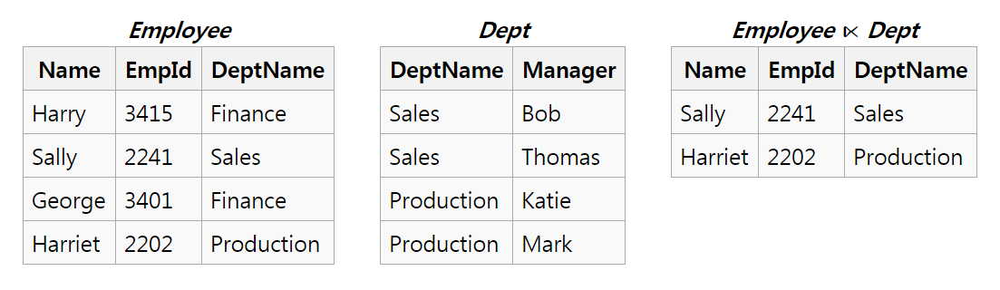 Employee
Name EmpId DeptName
Harry 3415 Finance
Sally 2241 Sales
George 3401 Finance
Harriet 2202 Production
Dept
DeptName Manager
Sales Bob
Sales Thomas
Production Katie
Production Mark
Employee ⋉ Dept
Name EmpId DeptName
Sally 2241 Sales
Harriet 2202 Production